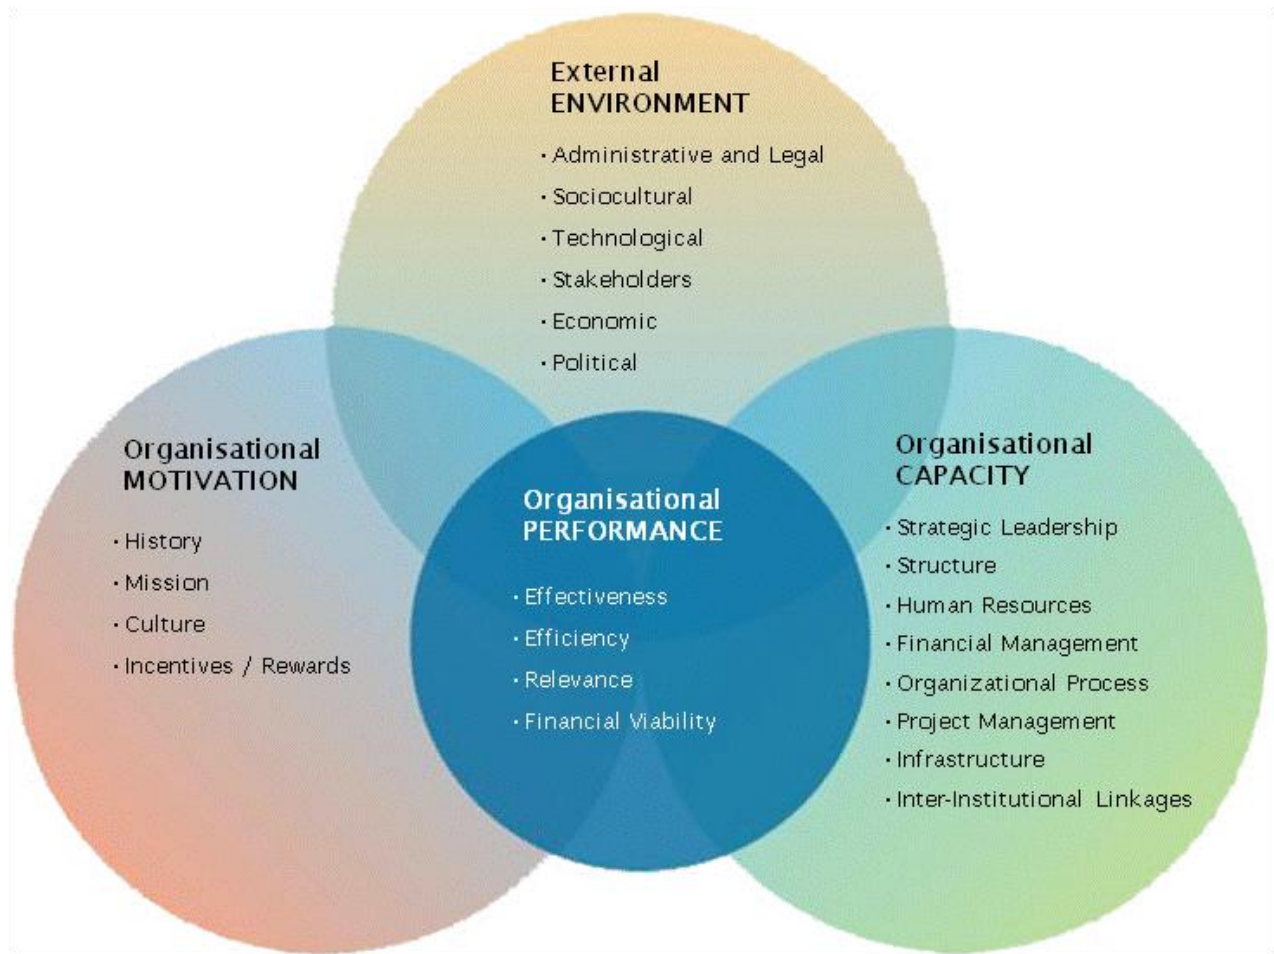 External
ENVIRONMENT
· Administrative and Legal
· Sociocultural
· Technological
· Stakeholders
· Economic
· Political
Organisational
MOTIVATION
· History
· Mission
· Culture
· Incentives / Rewards
Organisational
PERFORMANCE
· Effectiveness
· Efficiency
· Relevance
· Financial Viability
Organisational
CAPACITY
· Strategic Leadership
· Structure
· Human Resources
· Financial Management
· Organizational Process
· Project Management
· Infrastructure
· Inter-Institutional Linkages